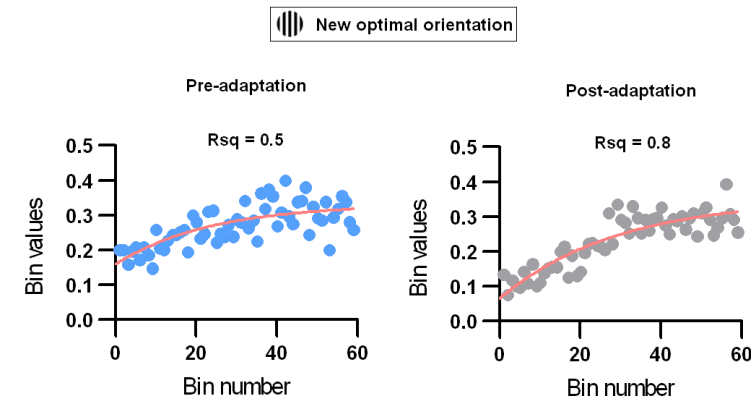 New optimal orientation
Pre-adaptation
Rsq = 0.5
0.5
0.4
0.3
0.2
0.1
0.0
Bin values
0 20 40 60
Bin number
Post-adaptation
Rsq = 0.8
0.5
0.4
0.3
0.2
0.1
0.0
Bin values
0 20 40 60
Bin number